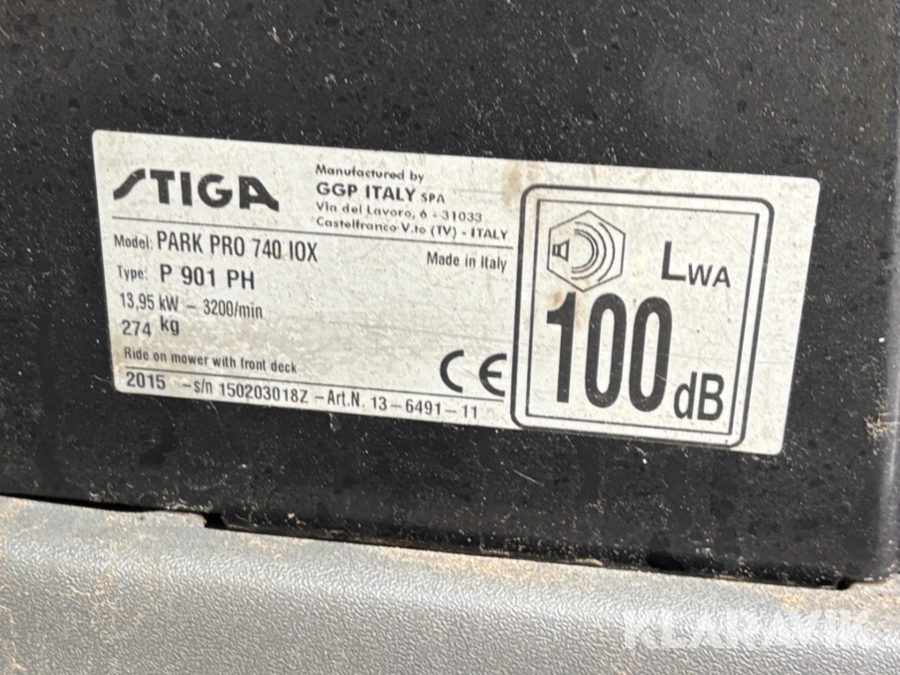 STIGA
Manufactured by
GGP ITALY SPA
Via del Lavoro, 6 - 31033
Castelfranco V.to (TV) - ITALY
Model: PARK PRO 740 IOX
Made in Italy
Type: P 901 PH
13,95 kW – 3200/min
274 kg
Ride on mower with front deck
CE
2015 –s/n 150203018Z –Art.N. 13–6491–11
LWA
100 dB
KLARAVIK